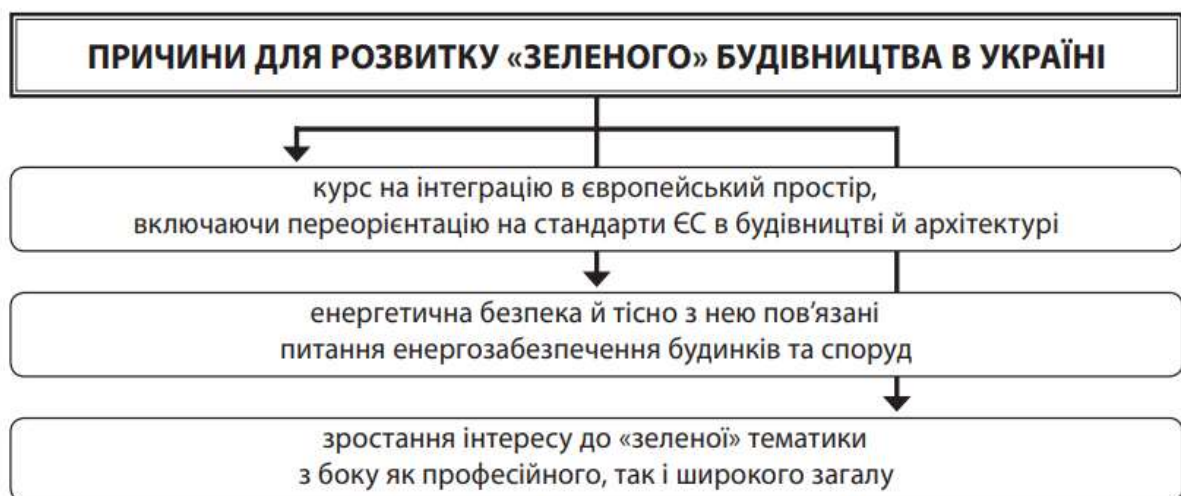 ПРИЧИНИ ДЛЯ РОЗВИТКУ «ЗЕЛЕНОГО» БУДІВНИЦТВА В УКРАЇНІ
курс на інтеграцію в європейський простір,
включаючи переорієнтацію на стандарти ЄС в будівництві й архітектурі
енергетична безпека й тісно з нею пов’язані
питання енергозабезпечення будинків та споруд
зростання інтересу до «зеленої» тематики
з боку як професійного, так і широкого загалу